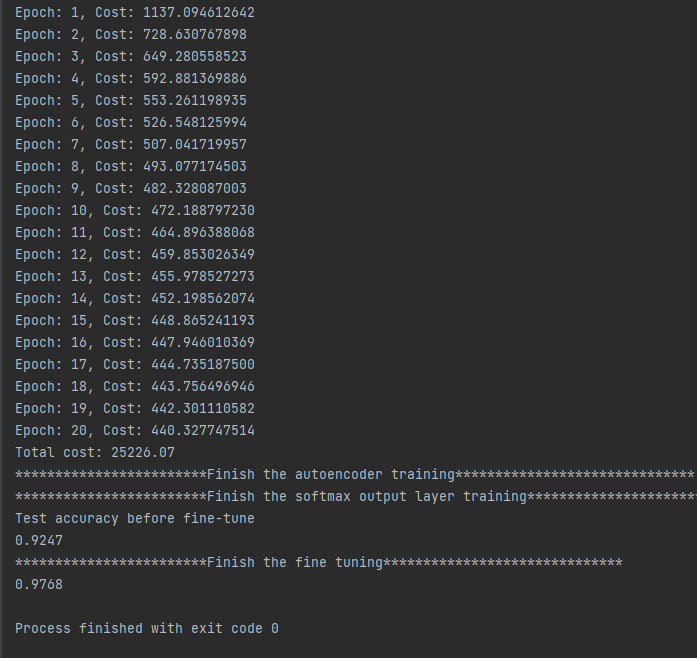 Epoch: 1, Cost: 1137.094612642
Epoch: 2, Cost: 728.630767898
Epoch: 3, Cost: 649.280558523
Epoch: 4, Cost: 592.881369886
Epoch: 5, Cost: 553.261198935
Epoch: 6, Cost: 526.548125994
Epoch: 7, Cost: 507.041719957
Epoch: 8, Cost: 493.077174503
Epoch: 9, Cost: 482.328087003
Epoch: 10, Cost: 472.188797230
Epoch: 11, Cost: 464.896388068
Epoch: 12, Cost: 459.853026349
Epoch: 13, Cost: 455.978527273
Epoch: 14, Cost: 452.198562074
Epoch: 15, Cost: 448.865241193
Epoch: 16, Cost: 447.946010369
Epoch: 17, Cost: 444.735187500
Epoch: 18, Cost: 443.756496946
Epoch: 19, Cost: 442.301110582
Epoch: 20, Cost: 440.327747514
Total cost: 25226.07
************************Finish the autoencoder training******************************
************************Finish the softmax output layer training*********************
Test accuracy before fine-tune
0.9247
************************Finish the fine tuning******************************
0.9768
Process finished with exit code 0